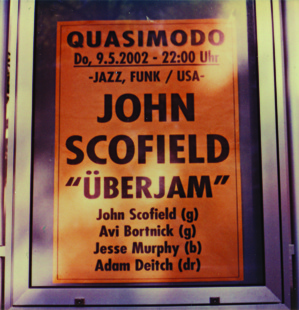 QUASIMODO
Do, 9.5.2002 - 22:00 Uhr
-JAZZ, FUNK / USA-
JOHN
SCOFIELD
"ÜBERJAM"
John Scofield (g)
Avi Bortnick (g)
Jesse Murphy (b)
Adam Deitch (dr)